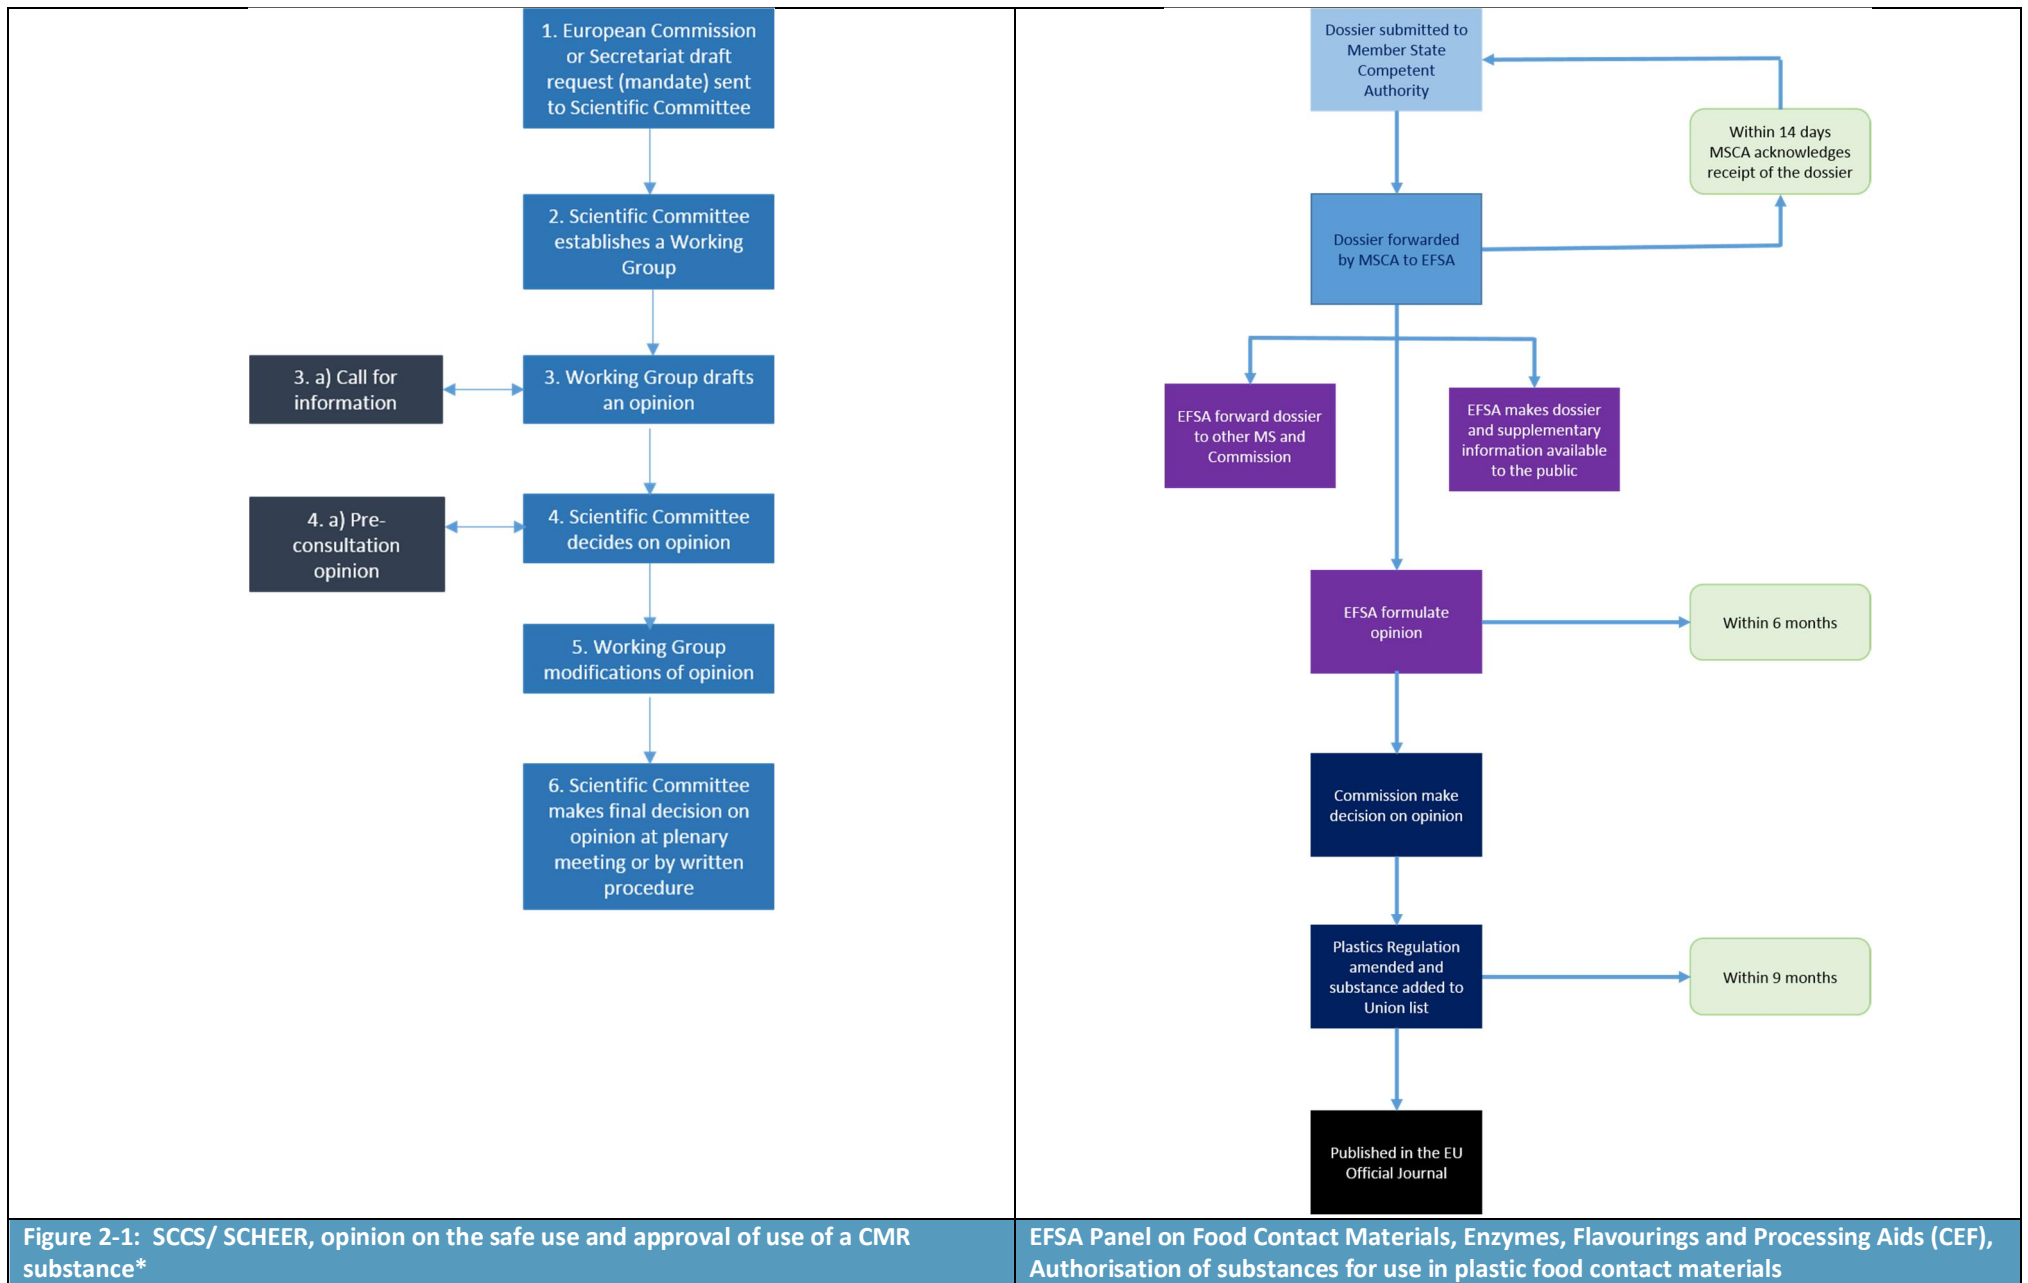 1. European Commission
or Secretariat draft
request (mandate) sent
to Scientific Committee
2. Scientific Committee
establishes a Working
Group
3. a) Call for
information
3. Working Group drafts
an opinion
4. a) Pre-
consultation
opinion
4. Scientific Committee
decides on opinion
5. Working Group
modifications of opinion
6. Scientific Committee
makes final decision on
opinion at plenary
meeting or by written
procedure
Figure 2-1: SCCS/ SCHEER, opinion on the safe use and approval of use of a CMR
substance*
Dossier submitted to
Member State
Competent
Authority
Within 14 days
MSCA acknowledges
receipt of the dossier
Dossier forwarded
by MSCA to EFSA
EFSA forward dossier
to other MS and
Commission
EFSA makes dossier
and supplementary
information available
to the public
EFSA formulate
opinion
Within 6 months
Commission make
decision on opinion
Plastics Regulation
amended and
substance added to
Union list
Within 9 months
Published in the EU
Official Journal
EFSA Panel on Food Contact Materials, Enzymes, Flavourings and Processing Aids (CEF),
Authorisation of substances for use in plastic food contact materials